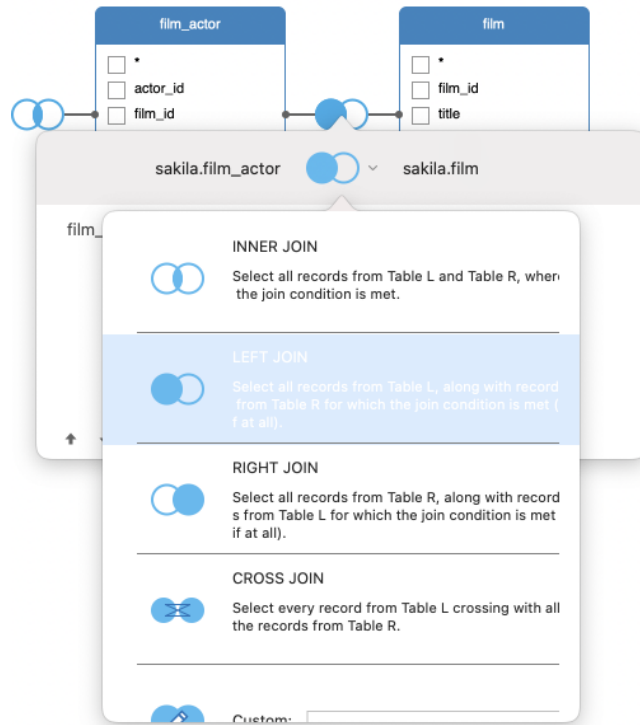 film_actor
film
*
actor_id
film_id
*
film_id
title
sakila.film_actor
sakila.film
film_
INNER JOIN
Select all records from Table L and Table R, where
the join condition is met.
LEFT JOIN
Select all records from Table L, along with record
from Table R for which the join condition is met (
f at all).
RIGHT JOIN
Select all records from Table R, along with record
s from Table L for which the join condition is met
if at all).
CROSS JOIN
Select every record from Table L crossing with all
the records from Table R.
Custom: